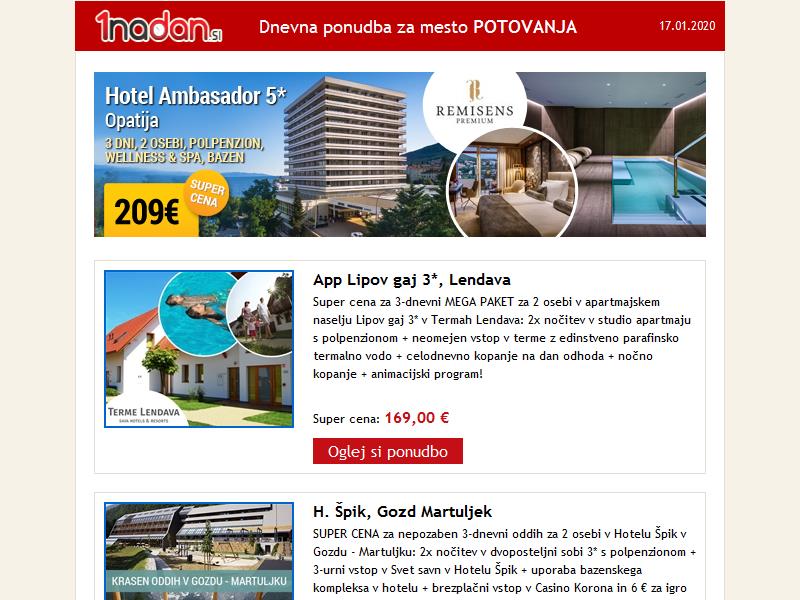 1nadan.si
Dnevna ponudba za mesto POTOVANJA
17.01.2020
Hotel Ambasador 5*
Opatija
3 DNI, 2 OSEBI, POLPENZION,
WELLNESS & SPA, BAZEN
SUPER
CENA
209€
R
REMISENS
PREMIUM
App Lipov gaj 3*, Lendava
Super cena za 3-dnevni MEGA PAKET za 2 osebi v apartmajskem
naselju Lipov gaj 3* v Termah Lendava: 2x nočitev v studio apartmaju
s polpenzionom + neomejen vstop v terme z edinstveno parafinsko
termalno vodo + celodnevno kopanje na dan odhoda + nočno
kopanje + animacijski program!
Super cena: 169,00 €
Oglej si ponudbo
TERME LENDAVA
SAVA HOTELS & RESORTS
H. Špik, Gozd Martuljek
SUPER CENA za nepozaben 3-dnevni oddih za 2 osebi v Hotelu Špik v
Gozdu - Martuljku: 2x nočitev v dvoposteljni sobi 3* s polpenzionom +
3-urni vstop v Svet savn v Hotelu Špik + uporaba bazenskega
kompleksa v hotelu + brezplačni vstop v Casino Korona in 6 € za igro
KRASEN ODDIH V GOZDU - MARTULJKU